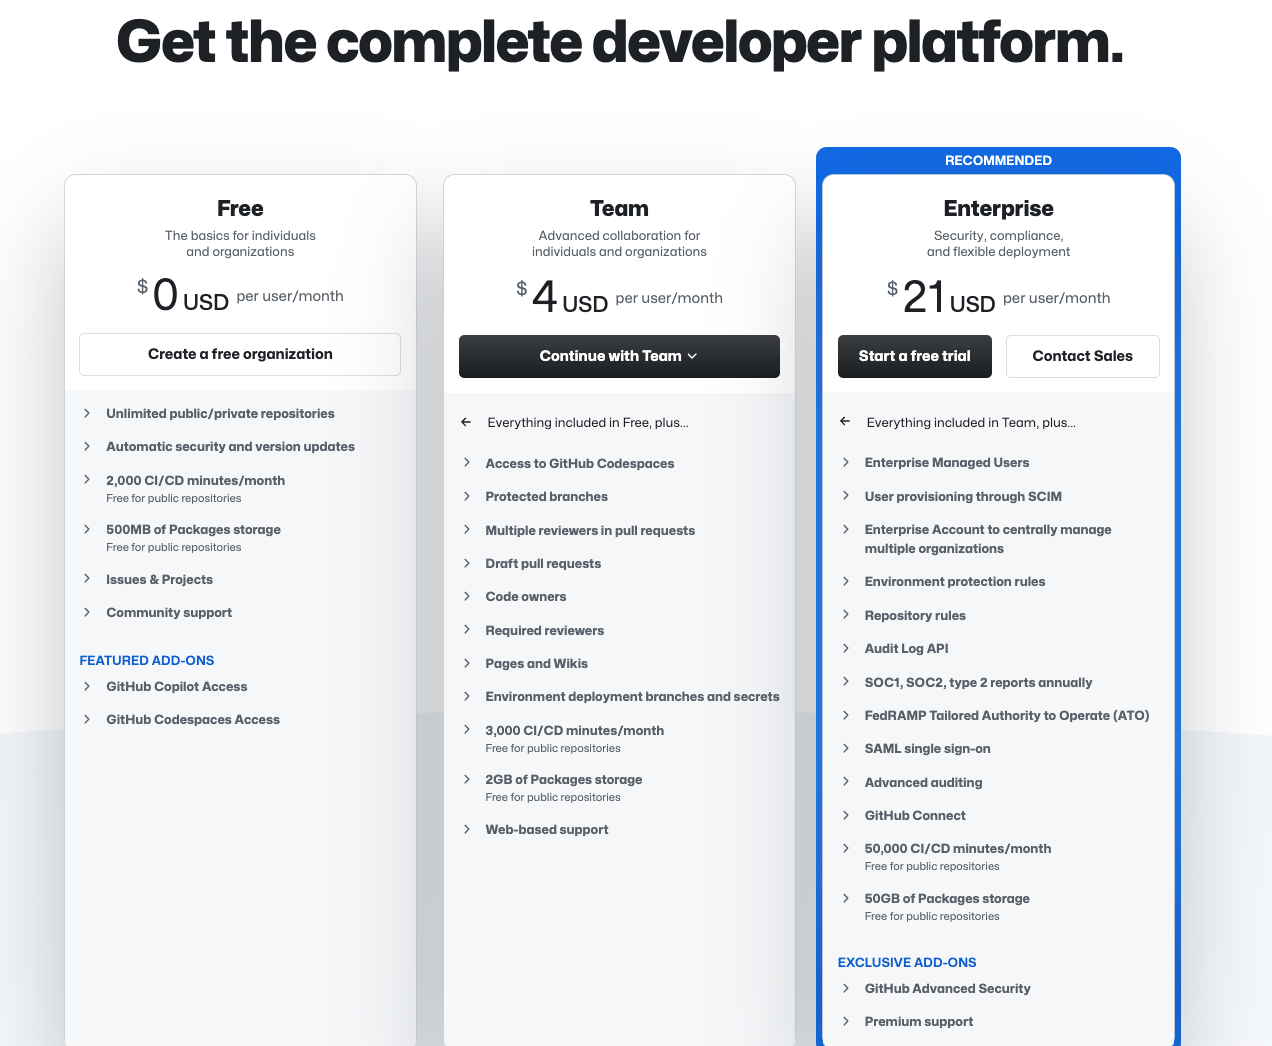 Get the complete developer platform.
Free
The basics for individuals
and organizations
$ 0 USD per user/month
Create a free organization
Unlimited public/private repositories
Automatic security and version updates
2,000 CI/CD minutes/month
Free for public repositories
500MB of Packages storage
Free for public repositories
Issues & Projects
Community support
FEATURED ADD-ONS
GitHub Copilot Access
GitHub Codespaces Access
Team
Advanced collaboration for
individuals and organizations
$ 4 USD per user/month
Continue with Team
Everything included in Free, plus...
Access to GitHub Codespaces
Protected branches
Multiple reviewers in pull requests
Draft pull requests
Code owners
Required reviewers
Pages and Wikis
Environment deployment branches and secrets
3,000 CI/CD minutes/month
Free for public repositories
2GB of Packages storage
Free for public repositories
Web-based support
RECOMMENDED
Enterprise
Security, compliance,
and flexible deployment
$ 21 USD per user/month
Start a free trial
Contact Sales
Everything included in Team, plus...
Enterprise Managed Users
User provisioning through SCIM
Enterprise Account to centrally manage
multiple organizations
Environment protection rules
Repository rules
Audit Log API
SOC1, SOC2, type 2 reports annually
FedRAMP Tailored Authority to Operate (ATO)
SAML single sign-on
Advanced auditing
GitHub Connect
50,000 CI/CD minutes/month
Free for public repositories
50GB of Packages storage
Free for public repositories
EXCLUSIVE ADD-ONS
GitHub Advanced Security
Premium support